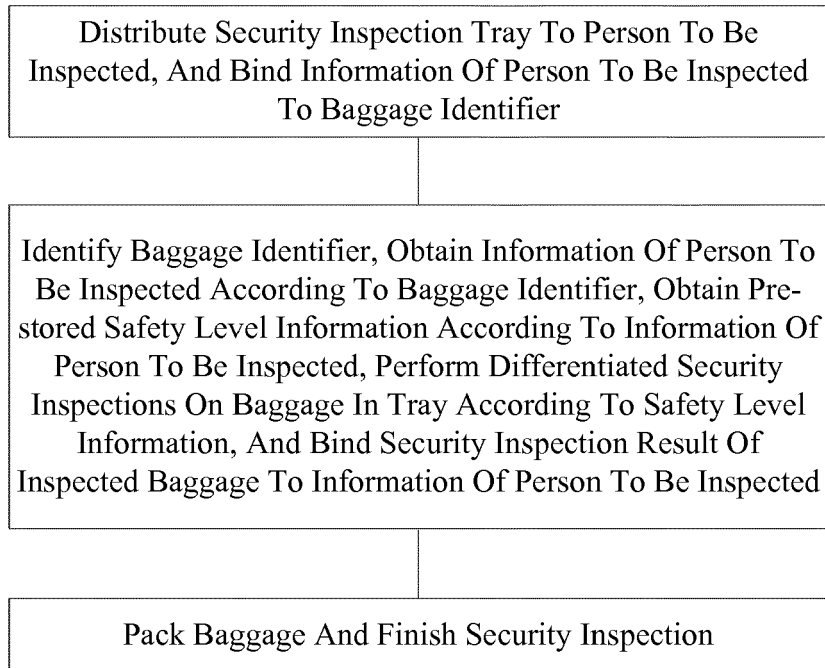 Distribute Security Inspection Tray To Person To Be
Inspected, And Bind Information Of Person To Be Inspected
To Baggage Identifier
Identify Baggage Identifier, Obtain Information Of Person To
Be Inspected According To Baggage Identifier, Obtain Pre-
stored Safety Level Information According To Information Of
Person To Be Inspected, Perform Differentiated Security
Inspections On Baggage In Tray According To Safety Level
Information, And Bind Security Inspection Result Of
Inspected Baggage To Information Of Person To Be Inspected
Pack Baggage And Finish Security Inspection